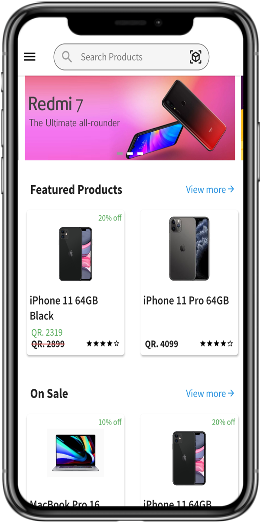 Search Products
Redmi 7
The Ultimate all-rounder
Featured Products
View more →
20% off
iPhone 11 64GB
Black
QR. 2319
QR. 2899
iPhone 11 Pro 64GB
QR. 4099
On Sale
View more →
10% off
MacBook Pro 16
20% off
iPhone 11 64GB